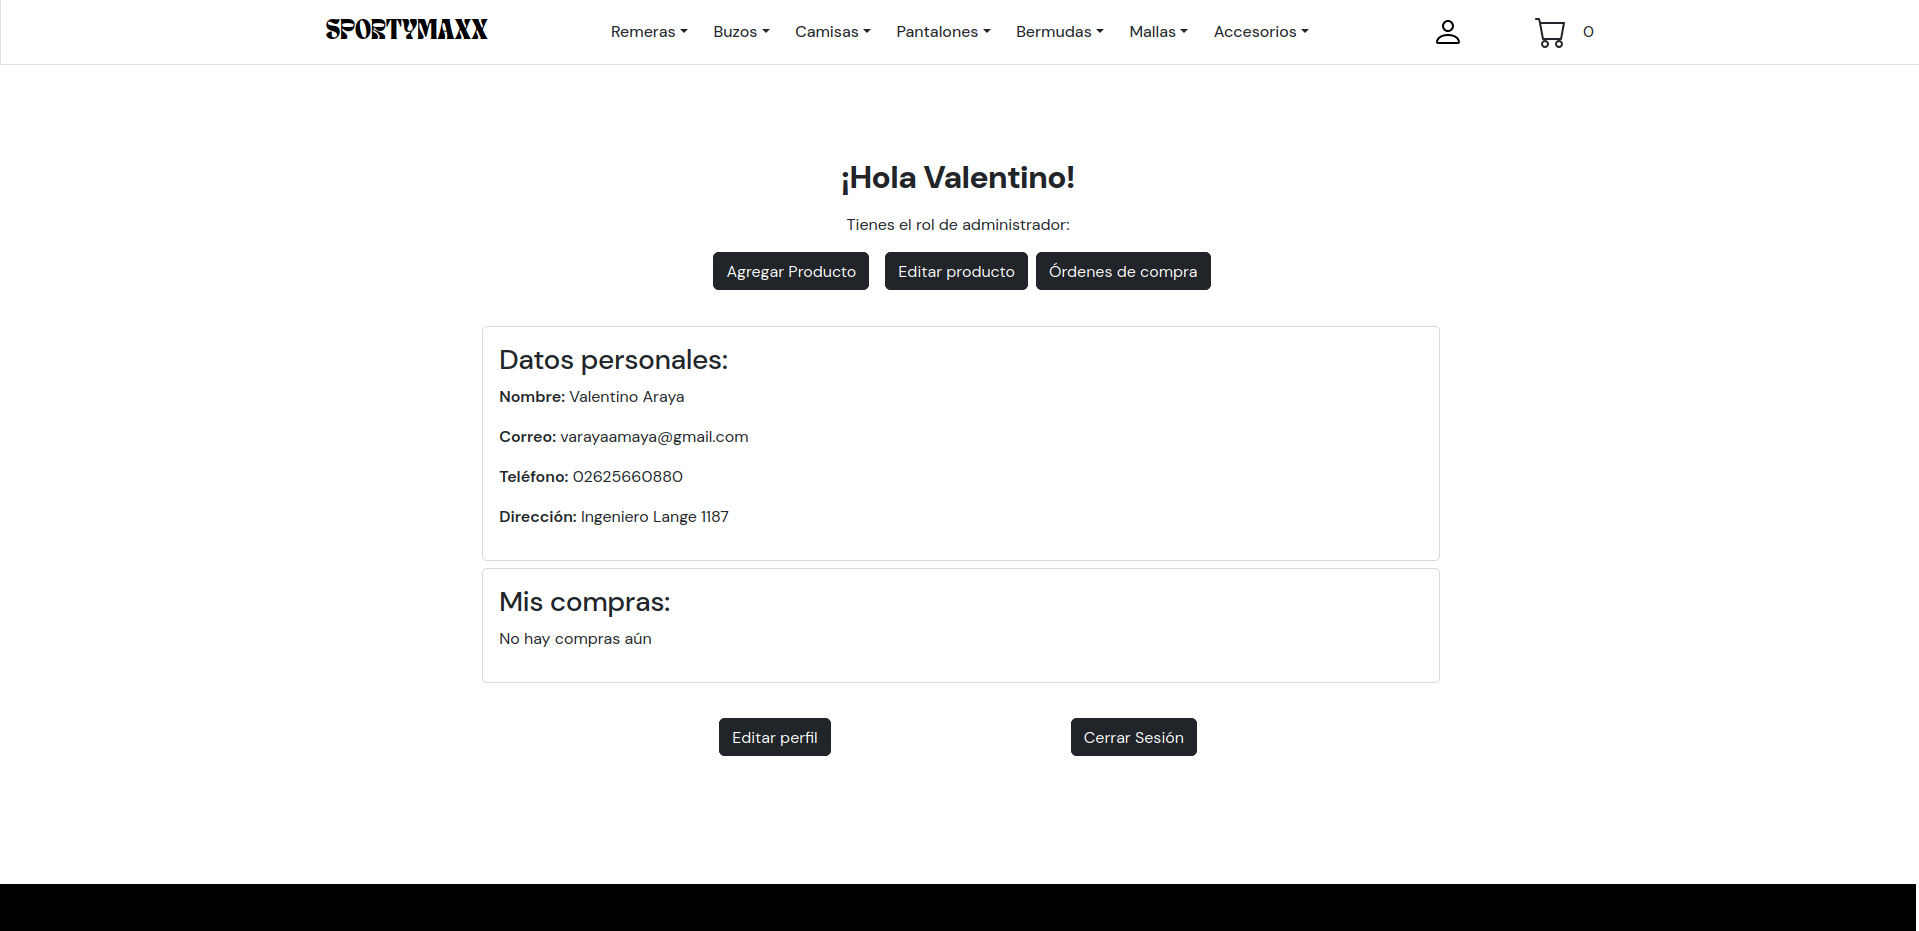 SPORTYMAXX Remeras Buzos Camisas Pantalones Bermudas Mallas Accesorios 0
¡Hola Valentino!
Tienes el rol de administrador:
Agregar Producto Editar producto Órdenes de compra
Datos personales:
Nombre: Valentino Araya
Correo: varayaamaya@gmail.com
Teléfono: 02625660880
Dirección: Ingeniero Lange 1187
Mis compras:
No hay compras aún
Editar perfil Cerrar Sesión